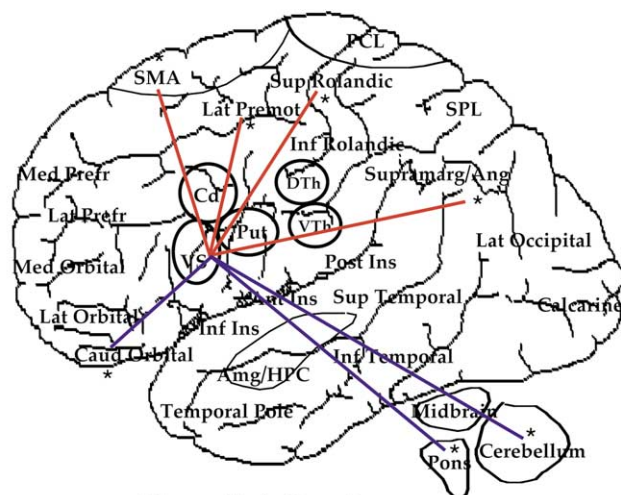 PCL
SMA *
Sup Rolandic
Lat Premot *
*
SPL
Inf Rolandic
Med Prefr
Cd
DTh
Supramarg/Ang
*
Lat Prefr
Put
VTh
Lat Occipital
Med Orbital
VS
Post Ins
Ant Ins
Sup Temporal
Calcarine
Lat Orbital
Inf Ins
Caud Orbital
*
Inf Temporal
Amg/HPC
Temporal Pole
Midbrain
*
*
Pons
Cerebellum